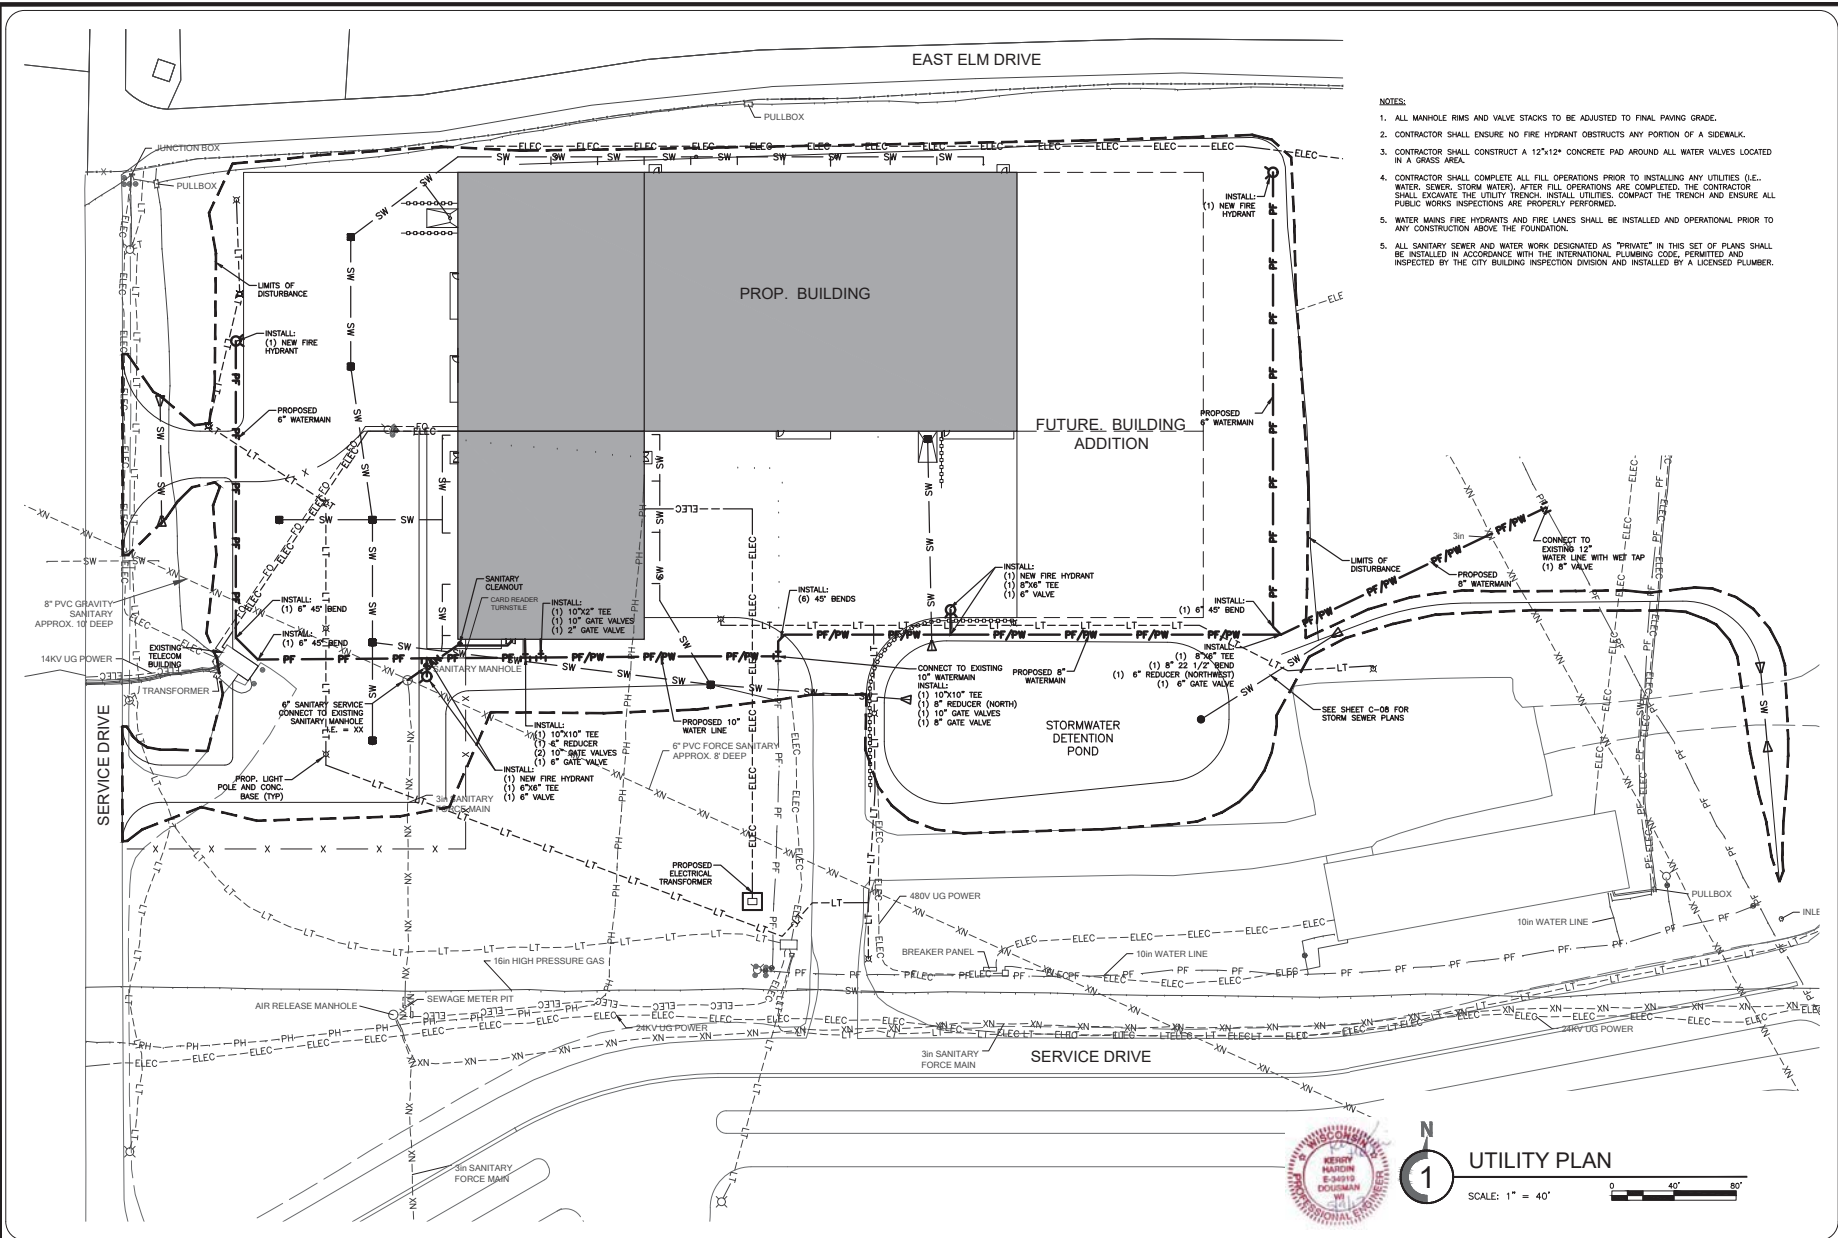 EAST ELM DRIVE
PULLBOX
JUNCTION BOX
PULLBOX
NOTES:
1. ALL MANHOLE RIMS AND VALVE STACKS TO BE ADJUSTED TO FINAL PAVING GRADE.
2. CONTRACTOR SHALL ENSURE NO FIRE HYDRANT OBSTRUCTS ANY PORTION OF A SIDEWALK.
3. CONTRACTOR SHALL CONSTRUCT A 12"x12" CONCRETE PAD AROUND ALL WATER VALVES LOCATED
IN A GRASS AREA.
4. CONTRACTOR SHALL COMPLETE ALL FILL OPERATIONS PRIOR TO INSTALLING ANY UTILITIES (I.E..
WATER. SEWER. STORM WATER). AFTER FILL OPERATIONS ARE COMPLETED. THE CONTRACTOR
SHALL EXCAVATE THE UTILITY TRENCH. INSTALL UTILITIES. COMPACT THE TRENCH AND ENSURE ALL
PUBLIC WORKS INSPECTIONS ARE PROPERLY PERFORMED.
5. WATER MAINS FIRE HYDRANTS AND FIRE LANES SHALL BE INSTALLED AND OPERATIONAL PRIOR TO
ANY CONSTRUCTION ABOVE THE FOUNDATION.
5. ALL SANITARY SEWER AND WATER WORK DESIGNATED AS "PRIVATE" IN THIS SET OF PLANS SHALL
BE INSTALLED IN ACCORDANCE WITH THE INTERNATIONAL PLUMBING CODE, PERMITTED AND
INSPECTED BY THE CITY BUILDING INSPECTION DIVISION AND INSTALLED BY A LICENSED PLUMBER.
INSTALL:
(1) NEW FIRE
HYDRANT
LIMITS OF
DISTURBANCE
PROP. BUILDING
INSTALL:
(1) NEW FIRE
HYDRANT
PROPOSED
6" WATERMAIN
FUTURE. BUILDING
ADDITION
PROPOSED
6" WATERMAIN
3in
CONNECT TO
EXISTING 12"
WATER LINE WITH WET TAP
(1) 8" VALVE
LIMITS OF
DISTURBANCE
PROPOSED
8" WATERMAIN
SANITARY
CLEANOUT
CARD READER
TURNSTILE
INSTALL:
(1) 10"X2" TEE
(1) 10" GATE VALVES
(1) 2" GATE VALVE
INSTALL:
(6) 45' BENDS
INSTALL:
(1) NEW FIRE HYDRANT
(1) 8"X6" TEE
(1) 6" VALVE
INSTALL:
(1) 6" 45' BEND
8" PVC GRAVITY
SANITARY
APPROX. 10' DEEP
INSTALL:
(1) 6" 45' BEND
INSTALL:
(1) 6" 45' BEND
EXISTING
TELECOM
BUILDING
14KV UG POWER
TRANSFORMER
SANITARY MANHOLE
6" SANITARY SERVICE
CONNECT TO EXISTING
SANITARY MANHOLE
I.E. = XX
INSTALL:
(1) 8"X6" TEE
(1) 8" 22 1/2' BEND
(1) 6" REDUCER (NORTHWEST)
(1) 6" GATE VALVE
CONNECT TO EXISTING
10" WATERMAIN
INSTALL:
(1) 10"X10" TEE
(1) 8" REDUCER (NORTH)
(1) 10" GATE VALVES
(1) 8" GATE VALVE
PROPOSED 8"
WATERMAIN
SEE SHEET C-08 FOR
STORM SEWER PLANS
STORMWATER
DETENTION
POND
PROPOSED 10"
WATER LINE
INSTALL:
(1) 10"X10" TEE
(1) 6" REDUCER
(2) 10" GATE VALVES
(1) 6" GATE VALVE
6" PVC FORCE SANITARY
APPROX. 8' DEEP
INSTALL:
(1) NEW FIRE HYDRANT
(1) 6"X6" TEE
(1) 6" VALVE
SERVICE DRIVE
PROP. LIGHT
POLE AND CONC.
BASE (TYP)
3in SANITARY
FORCE MAIN
PROPOSED
ELECTRICAL
TRANSFORMER
480V UG POWER
PULLBOX
10in WATER LINE
INLE
BREAKER PANEL
10in WATER LINE
16in HIGH PRESSURE GAS
AIR RELEASE MANHOLE
SEWAGE METER PIT
24KV UG POWER
24KV UG POWER
3in SANITARY
FORCE MAIN
SERVICE DRIVE
3in SANITARY
FORCE MAIN
WISCONSIN
KERRY
HARDIN
E-34919
DOUSMAN
WI
PROFESSIONAL ENGINEER
N
1
UTILITY PLAN
SCALE: 1" = 40'
0 40' 80'